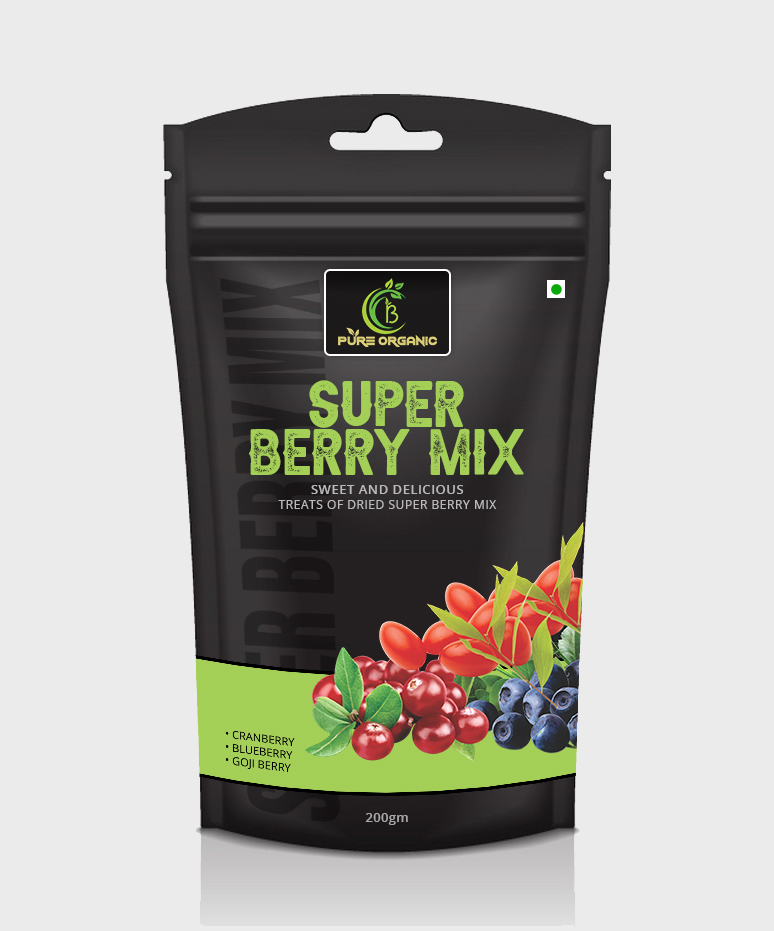 B
PURE ORGANIC
SUPER
BERRY MIX
SWEET AND DELICIOUS
TREATS OF DRIED SUPER BERRY MIX
SUPER BERRY MIX
• CRANBERRY
• BLUEBERRY
• GOJI BERRY
200gm